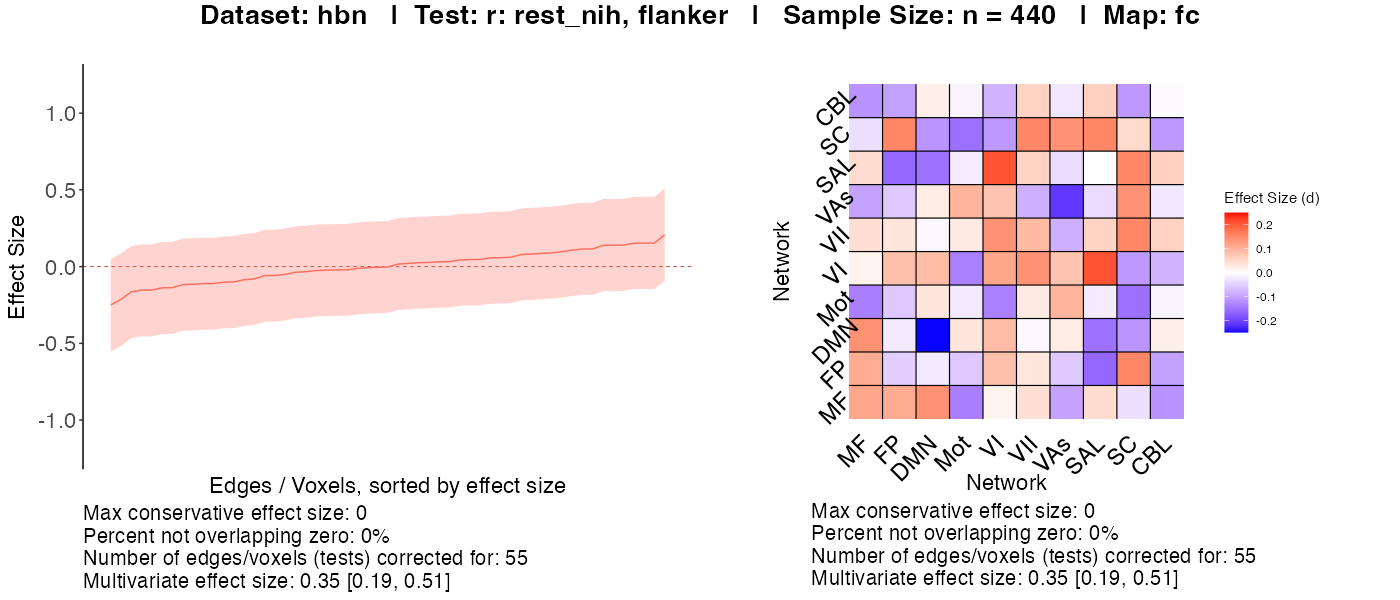 Dataset: hbn | Test: r: rest_nih, flanker | Sample Size: n = 440 | Map: fc
Effect Size
1.0
0.5
0.0
-0.5
-1.0
Edges / Voxels, sorted by effect size
Max conservative effect size: 0
Percent not overlapping zero: 0%
Number of edges/voxels (tests) corrected for: 55
Multivariate effect size: 0.35 [0.19, 0.51]
Network
CBL
SC
SAL
VAs
VII
VI
Mot
DMN
FP
MF
MF FP DMN Mot VI VII VAs SAL SC CBL
Network
Effect Size (d)
0.2
0.1
0.0
-0.1
-0.2
Max conservative effect size: 0
Percent not overlapping zero: 0%
Number of edges/voxels (tests) corrected for: 55
Multivariate effect size: 0.35 [0.19, 0.51]